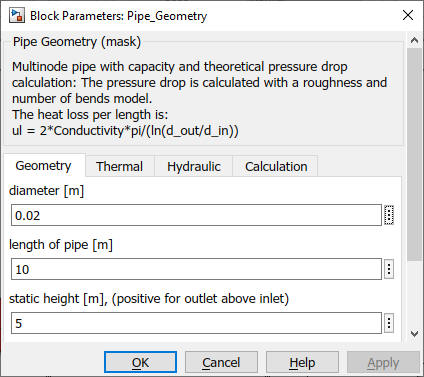 Block Parameters: Pipe_Geometry
Pipe Geometry (mask)
Multinode pipe with capacity and theoretical pressure drop
calculation: The pressure drop is calculated with a roughness and
number of bends model.
The heat loss per length is:
ul = 2*Conductivity*pi/(ln(d_out/d_in))
Geometry Thermal Hydraulic Calculation
diameter [m]
0.02
length of pipe [m]
10
static height [m], (positive for outlet above inlet)
5
OK Cancel Help Apply